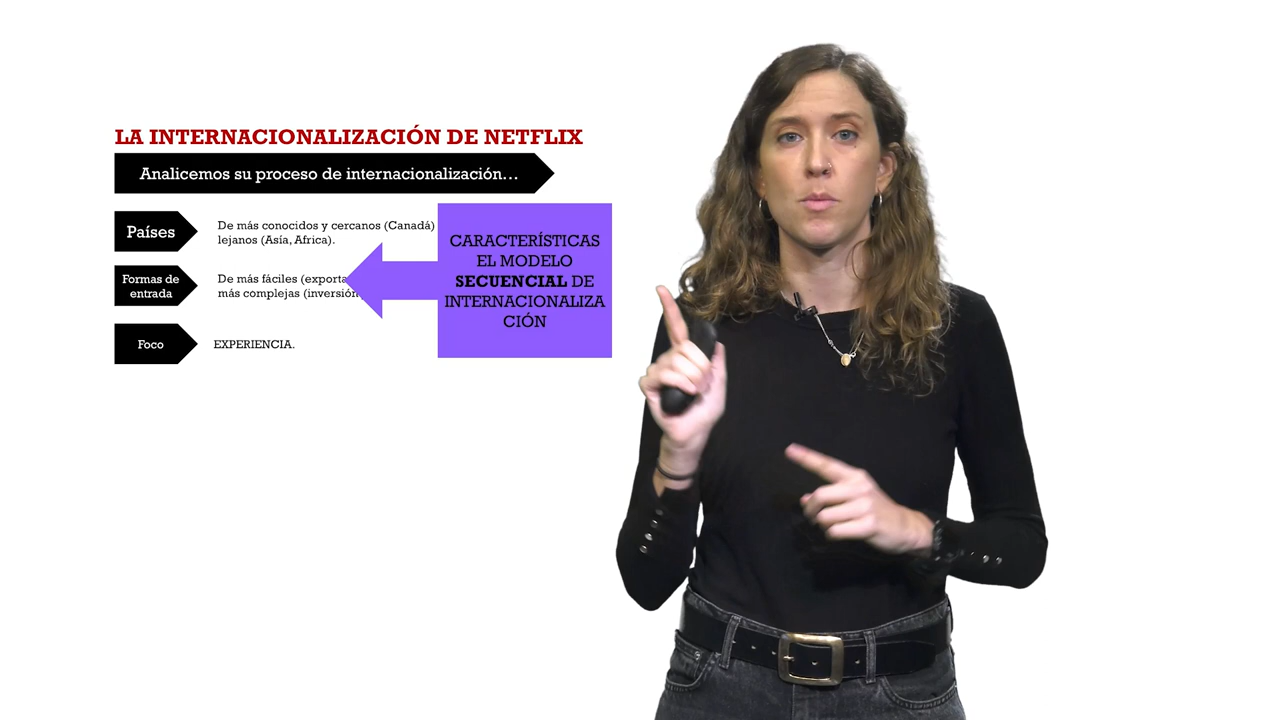 LA INTERNACIONALIZACIÓN DE NETFLIX
Analicemos su proceso de internacionalización…
Países
De más conocidos y cercanos (Canadá)
lejanos (Asía, Africa).
Formas de
entrada
De más fáciles (exporta
más complejas (inversión
Foco
EXPERIENCIA.
CARACTERÍSTICAS
EL MODELO
SECUENCIAL DE
INTERNACIONALIZA
CIÓN